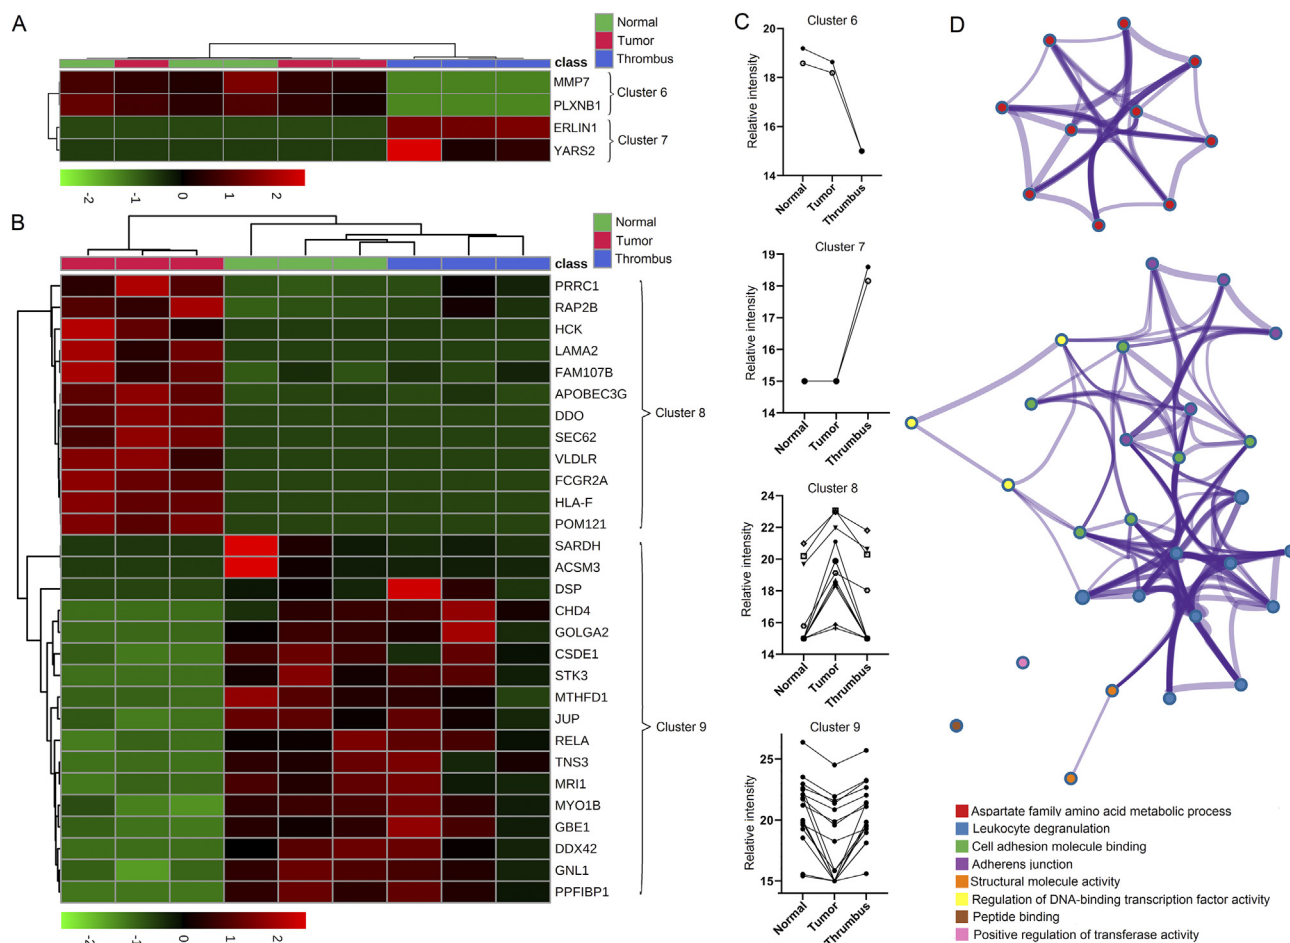 A
Normal
Tumor
Thrombus
class
MMP7
PLXNB1
ERLIN1
YARS2
Cluster 6
Cluster 7
-2
-1
0
1
2
B
Normal
Tumor
Thrombus
class
PRRC1
RAP2B
HCK
LAMA2
FAM107B
APOBEC3G
DDO
SEC62
VLDLR
FCGR2A
HLA-F
POM121
SARDH
ACSM3
DSP
CHD4
GOLGA2
CSDE1
STK3
MTHFD1
JUP
RELA
TNS3
MRI1
MYO1B
GBE1
DDX42
GNL1
PPFIBP1
Cluster 8
Cluster 9
-2
-1
0
1
2
C
Cluster 6
Relative intensity
20
18
16
14
Normal
Tumor
Thrumbus
Cluster 7
Relative intensity
19
18
17
16
15
14
Normal
Tumor
Thrumbus
Cluster 8
Relative intensity
24
22
20
18
16
14
Normal
Tumor
Thrumbus
Cluster 9
Relative intensity
25
20
15
Normal
Tumor
Thrumbus
D
Aspartate family amino acid metabolic process
Leukocyte degranulation
Cell adhesion molecule binding
Adherens junction
Structural molecule activity
Regulation of DNA-binding transcription factor activity
Peptide binding
Positive regulation of transferase activity